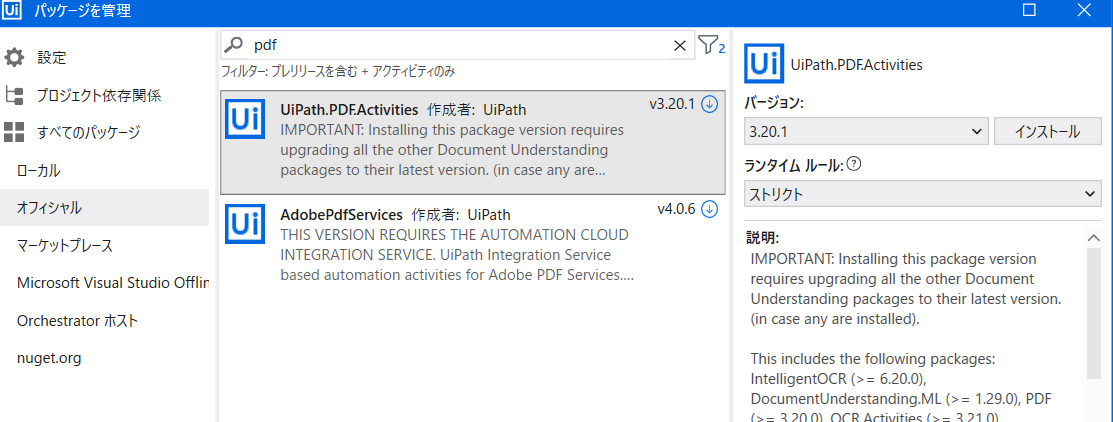 Ui パッケージを管理
設定
プロジェクト依存関係
すべてのパッケージ
ローカル
オフィシャル
マーケットプレース
Microsoft Visual Studio Offlin
Orchestrator ホスト
nuget.org
pdf
2
フィルター: プレリリースを含む + アクティビティのみ
Ui
UiPath.PDF.Activities 作成者: UiPath
v3.20.1
IMPORTANT: Installing this package version requires
upgrading all the other Document Understanding
packages to their latest version. (in case any are...
Ui
AdobePdfServices 作成者: UiPath
v4.0.6
THIS VERSION REQUIRES THE AUTOMATION CLOUD
INTEGRATION SERVICE. UiPath Integration Service
based automation activities for Adobe PDF Services....
Ui
UiPath.PDF.Activities
バージョン:
3.20.1
インストール
ランタイム ルール:
?
ストリクト
説明:
IMPORTANT: Installing this package version
requires upgrading all the other Document
Understanding packages to their latest version.
(in case any are installed).
This includes the following packages:
IntelligentOCR (>= 6.20.0),
DocumentUnderstanding.ML (>= 1.29.0), PDF
(>= 3.20.0), OCR.Activities (>= 3.21.0)